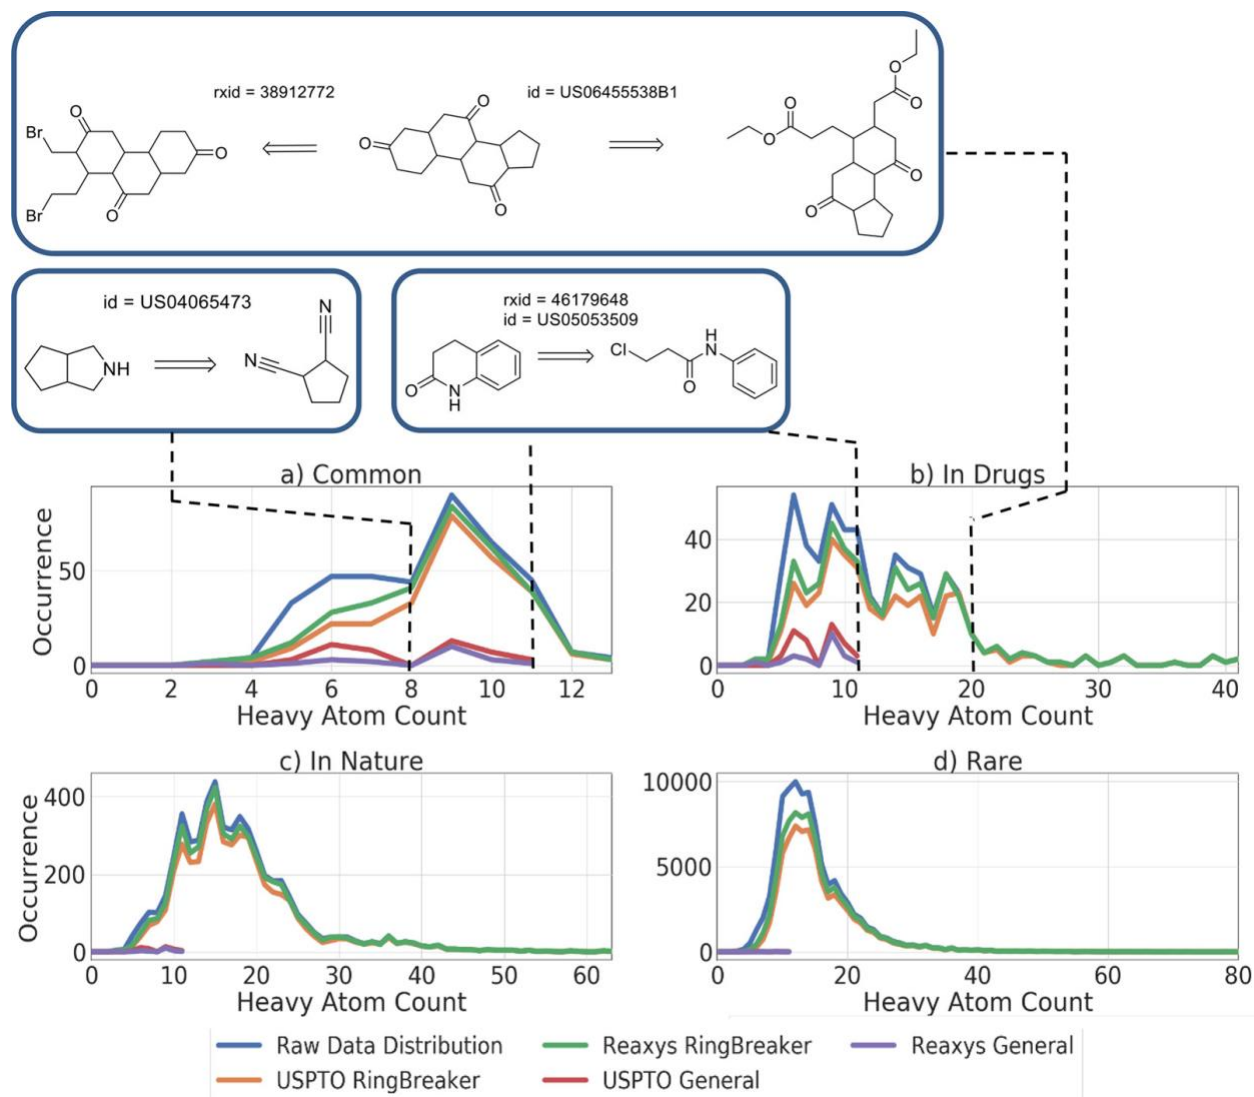 rxid = 38912772
id = US06455538B1
Br
O
O
Br
O
O
O
O
O
O
O
O
O
O
id = US04065473
NH
N
N
rxid = 46179648
id = US05053509
O
N
H
Cl
O
H
N
a) Common
Occurrence
50
0
0 2 4 6 8 10 12
Heavy Atom Count
b) In Drugs
40
20
0
0 10 20 30 40
Heavy Atom Count
c) In Nature
Occurrence
400
200
0
0 10 20 30 40 50 60
Heavy Atom Count
d) Rare
10000
5000
0
0 20 40 60 80
Heavy Atom Count
Raw Data Distribution
Reaxys RingBreaker
Reaxys General
USPTO RingBreaker
USPTO General